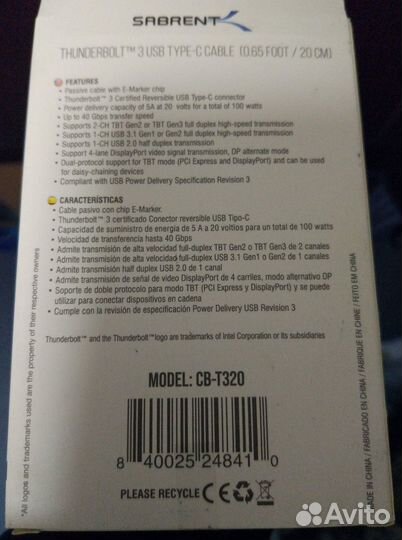 SABRENT
THUNDERBOLT™ 3 USB TYPE-C CABLE (0.65 FOOT / 20 CM)
FEATURES
• Passive cable with E-Marker chip
• Thunderbolt™ 3 Certified Reversible USB Type-C connector
• Power delivery capacity of 5A at 20 volts for a total of 100 watts
• Up to 40 Gbps transfer speed
• Supports 2-CH TBT Gen2 or TBT Gen3 full duplex high-speed transmission
• Supports 1-CH USB 3.1 Gen1 or Gen2 full duplex high-speed transmission
• Supports 1-CH USB 2.0 half duplex transmission
• Support 4-lane DisplayPort video signal transmission, DP alternate mode
• Dual-protocol support for TBT mode (PCI Express and DisplayPort) and can be
used for daisy-chaining devices
• Compliant with USB Power Delivery Specification Revision 3
CARACTERÍSTICAS
• Cable pasivo con chip E-Marker.
• Thunderbolt™ 3 certificado Conector reversible USB Tipo-C
• Capacidad de suministro de energía de 5 A a 20 voltios para un total de 100 watts
• Velocidad de transferencia hasta 40 Gbps
• Admite transmisión de alta velocidad full-duplex TBT Gen2 o TBT Gen3 de 2 canales
• Admite transmisión de alta velocidad full-duplex USB 3.1 Gen1 o Gen2 de 1 canales
• Admite transmisión half duplex USB 2.0 de 1 canal
• Admite transmisión de señal de video DisplayPort de 4 carriles, modo alternativo DP
• Soporte de doble protocolo para modo TBT (PCI Express y DisplayPort) y se puede
utilizar para conectar dispositivos en cadena
• Cumple con la revisión de especificación Power Delivery USB Revisión 3
Thunderbolt™ and the Thunderbolt™logo are trademarks of Intel Corporation or its subsidiaries
MODEL: CB-T320
8 40025 24841 0
PLEASE RECYCLE
CE
*All logos and trademarks used are the property of their respective owners
MADE IN CHINA / FABRICADO EN CHINA / FABRIQUE EN CHINE / FEITO EM CHINA
Avito